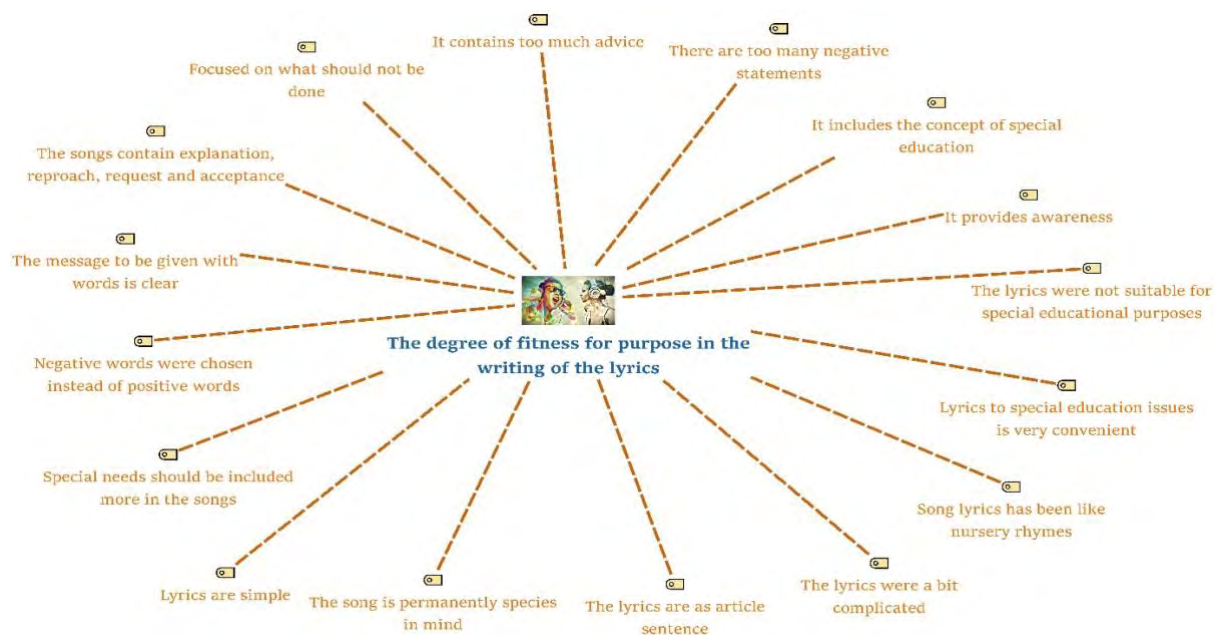 It contains too much advice
There are too many negative
statements
Focused on what should not be
done
It includes the concept of special
education
The songs contain explanation,
reproach, request and acceptance
It provides awareness
The message to be given with
words is clear
The lyrics were not suitable for
special educational purposes
The degree of fitness for purpose in the
writing of the lyrics
Negative words were chosen
instead of positive words
Lyrics to special education issues
is very convenient
Special needs should be included
more in the songs
Song lyrics has been like
nursery rhymes
Lyrics are simple
The song is permanently species
in mind
The lyrics are as article
sentence
The lyrics were a bit
complicated